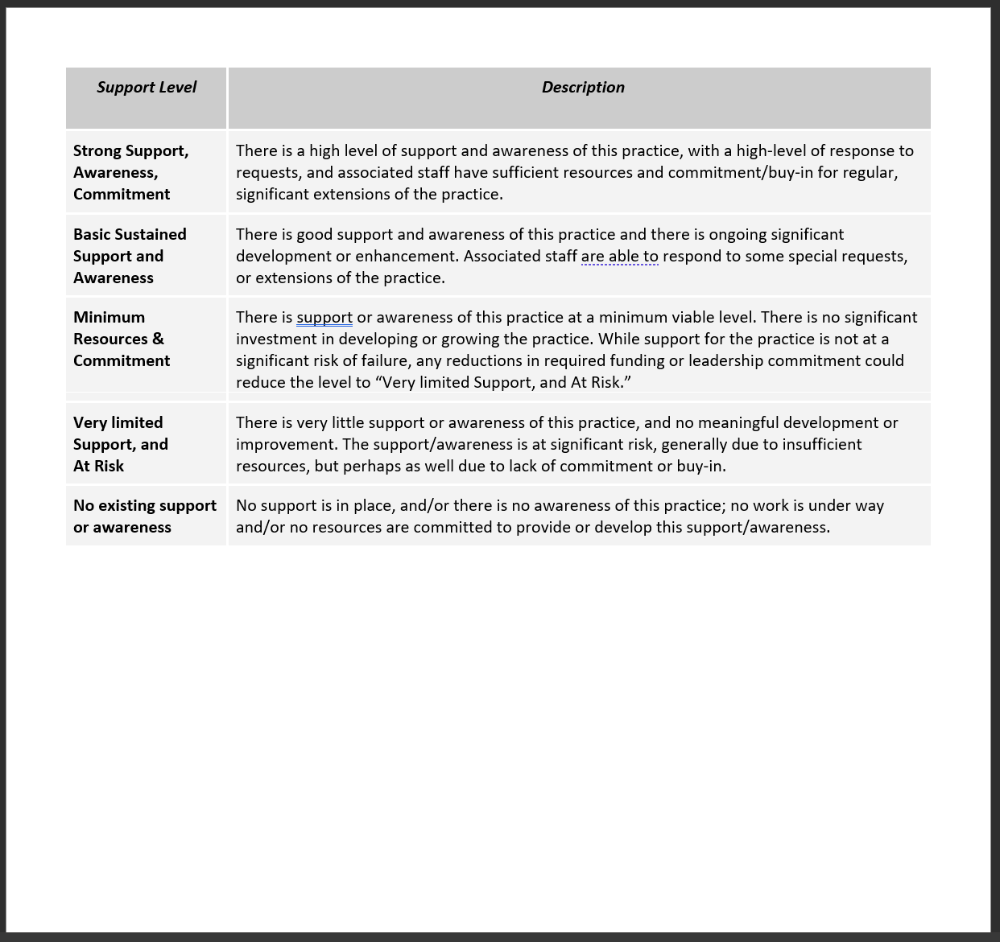 Support Level
Description
Strong Support,
Awareness,
Commitment
There is a high level of support and awareness of this practice, with a high-level of response to
requests, and associated staff have sufficient resources and commitment/buy-in for regular,
significant extensions of the practice.
Basic Sustained
Support and
Awareness
There is good support and awareness of this practice and there is ongoing significant
development or enhancement. Associated staff are able to respond to some special requests,
or extensions of the practice.
Minimum
Resources &
Commitment
There is support or awareness of this practice at a minimum viable level. There is no significant
investment in developing or growing the practice. While support for the practice is not at a
significant risk of failure, any reductions in required funding or leadership commitment could
reduce the level to “Very limited Support, and At Risk.”
Very limited
Support, and
At Risk
There is very little support or awareness of this practice, and no meaningful development or
improvement. The support/awareness is at significant risk, generally due to insufficient
resources, but perhaps as well due to lack of commitment or buy-in.
No existing support
or awareness
No support is in place, and/or there is no awareness of this practice; no work is under way
and/or no resources are committed to provide or develop this support/awareness.